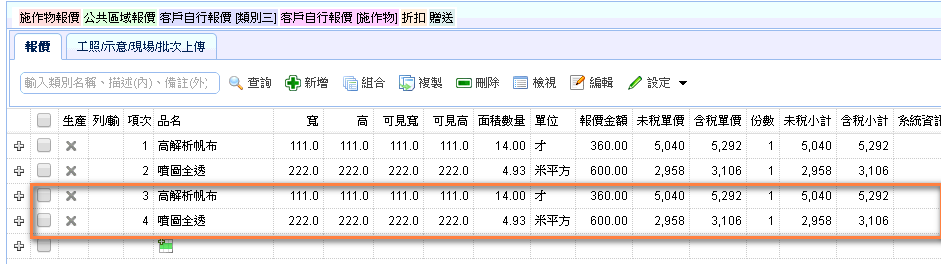 施作物報價 公共區域報價 客戶自行報價 [類別三] 客戶自行報價 [施作物] 折扣 贈送
報價 工照/示意/現場/批次上傳
輸入類別名稱、描述(內)、備註(外) 查詢 新增 組合 複製 刪除 檢視 編輯 設定
生產 列/輸 項次 品名 寬 高 可見寬 可見高 面積數量 單位 報價金額 未稅單價 含稅單價 份數 未稅小計 含稅小計 系統資訊
1 高解析帆布 111.0 111.0 111.0 111.0 14.00 才 360.00 5,040 5,292 1 5,040 5,292
2 噴圖全透 222.0 222.0 222.0 222.0 4.93 米平方 600.00 2,958 3,106 1 2,958 3,106
3 高解析帆布 111.0 111.0 111.0 111.0 14.00 才 360.00 5,040 5,292 1 5,040 5,292
4 噴圖全透 222.0 222.0 222.0 222.0 4.93 米平方 600.00 2,958 3,106 1 2,958 3,106